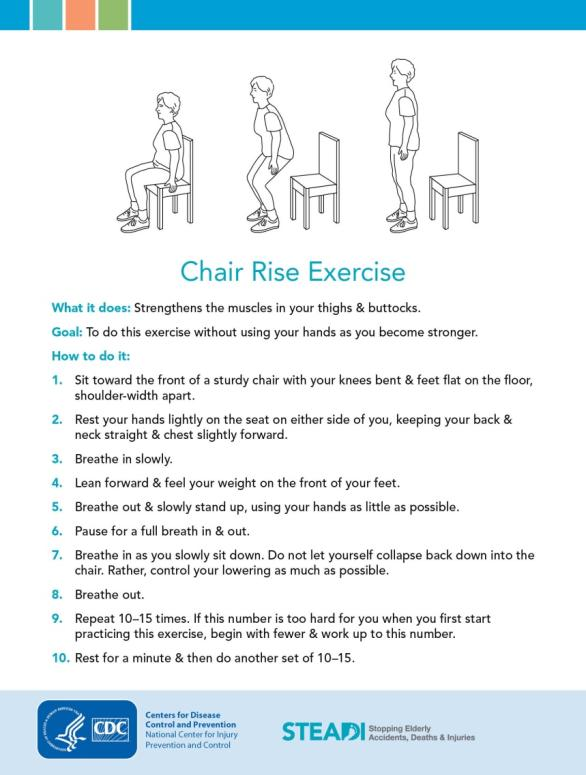 Chair Rise Exercise
What it does: Strengthens the muscles in your thighs & buttocks.
Goal: To do this exercise without using your hands as you become stronger.
How to do it:
1. Sit toward the front of a sturdy chair with your knees bent & feet flat on the floor,
shoulder-width apart.
2. Rest your hands lightly on the seat on either side of you, keeping your back &
neck straight & chest slightly forward.
3. Breathe in slowly.
4. Lean forward & feel your weight on the front of your feet.
5. Breathe out & slowly stand up, using your hands as little as possible.
6. Pause for a full breath in & out.
7. Breathe in as you slowly sit down. Do not let yourself collapse back down into the
chair. Rather, control your lowering as much as possible.
8. Breathe out.
9. Repeat 10–15 times. If this number is too hard for you when you first start
practicing this exercise, begin with fewer & work up to this number.
10. Rest for a minute & then do another set of 10–15.
CDC
Centers for Disease
Control and Prevention
National Center for Injury
Prevention and Control
STEADI
Stopping Elderly
Accidents, Deaths & Injuries